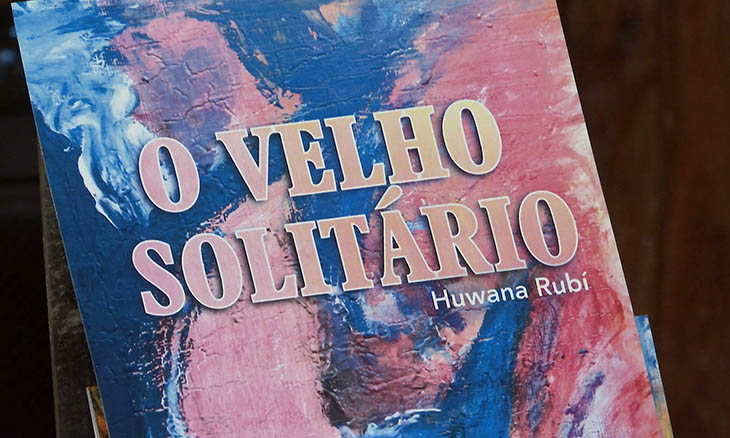 O VELHO
SOLITÁRIO
Huwana Rubí